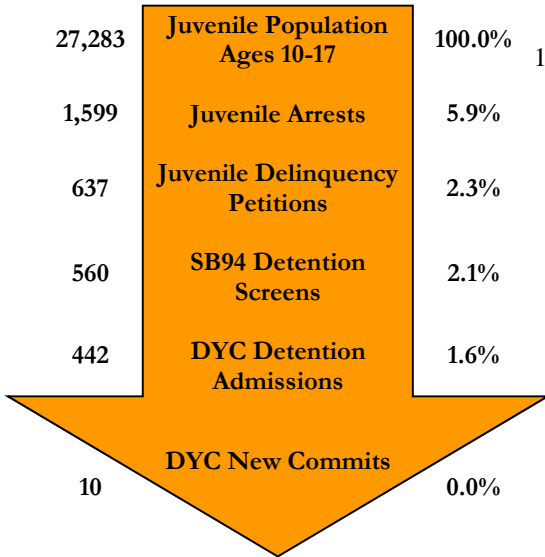 27,283 Juvenile Population Ages 10-17 100.0% 1
1,599 Juvenile Arrests 5.9%
637 Juvenile Delinquency Petitions 2.3%
560 SB94 Detention Screens 2.1%
442 DYC Detention Admissions 1.6%
DYC New Commits
10 0.0%